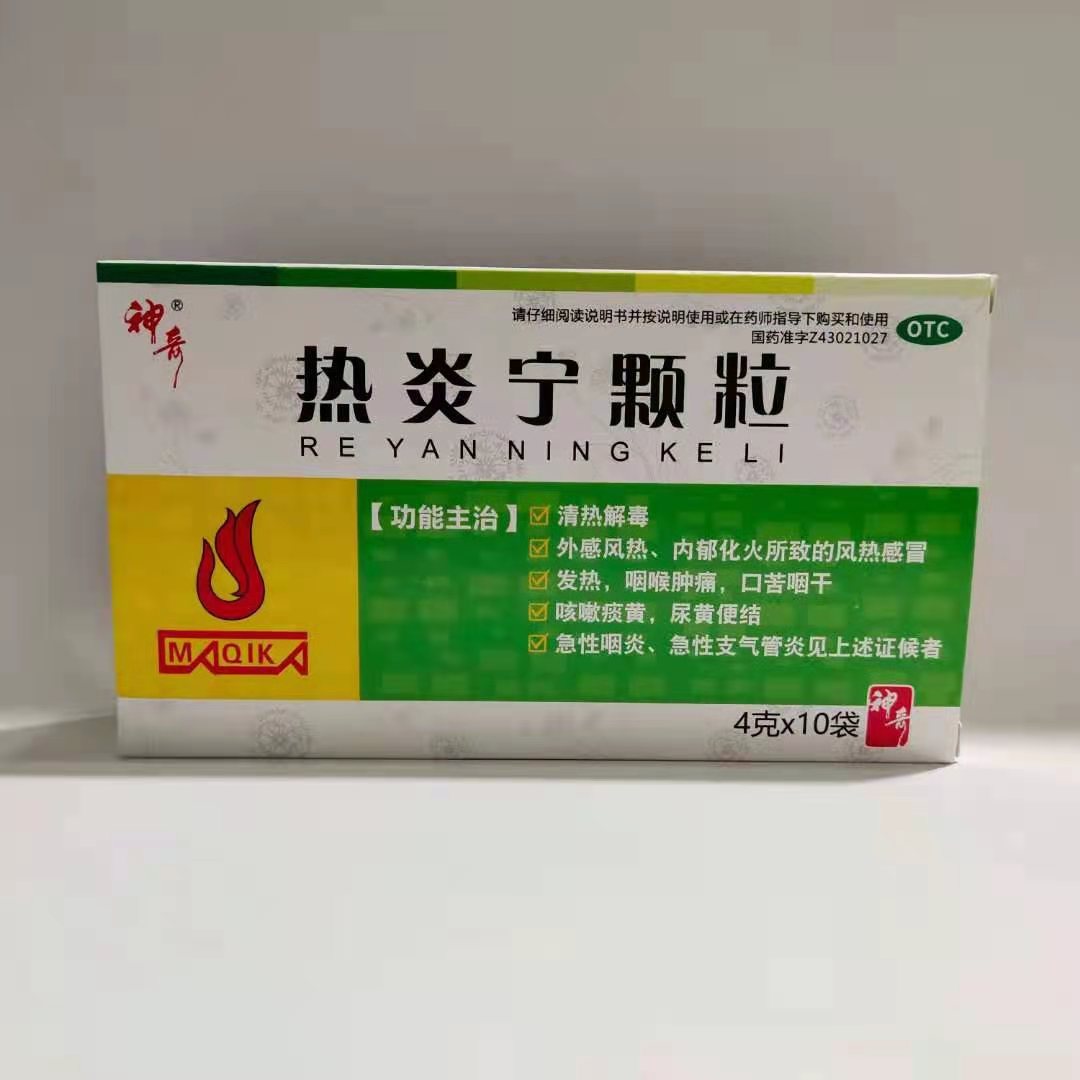 神奇®
请仔细阅读说明书并按说明使用或在药师指导下购买和使用
国药准字Z43021027
OTC
热炎宁颗粒
RE YAN NING KE LI
【功能主治】 清热解毒
外感风热、内郁化火所致的风热感冒
发热,咽喉肿痛,口苦咽干
咳嗽痰黄,尿黄便结
急性咽炎、急性支气管炎见上述证候者
MAQIKA
4克x10袋
神奇